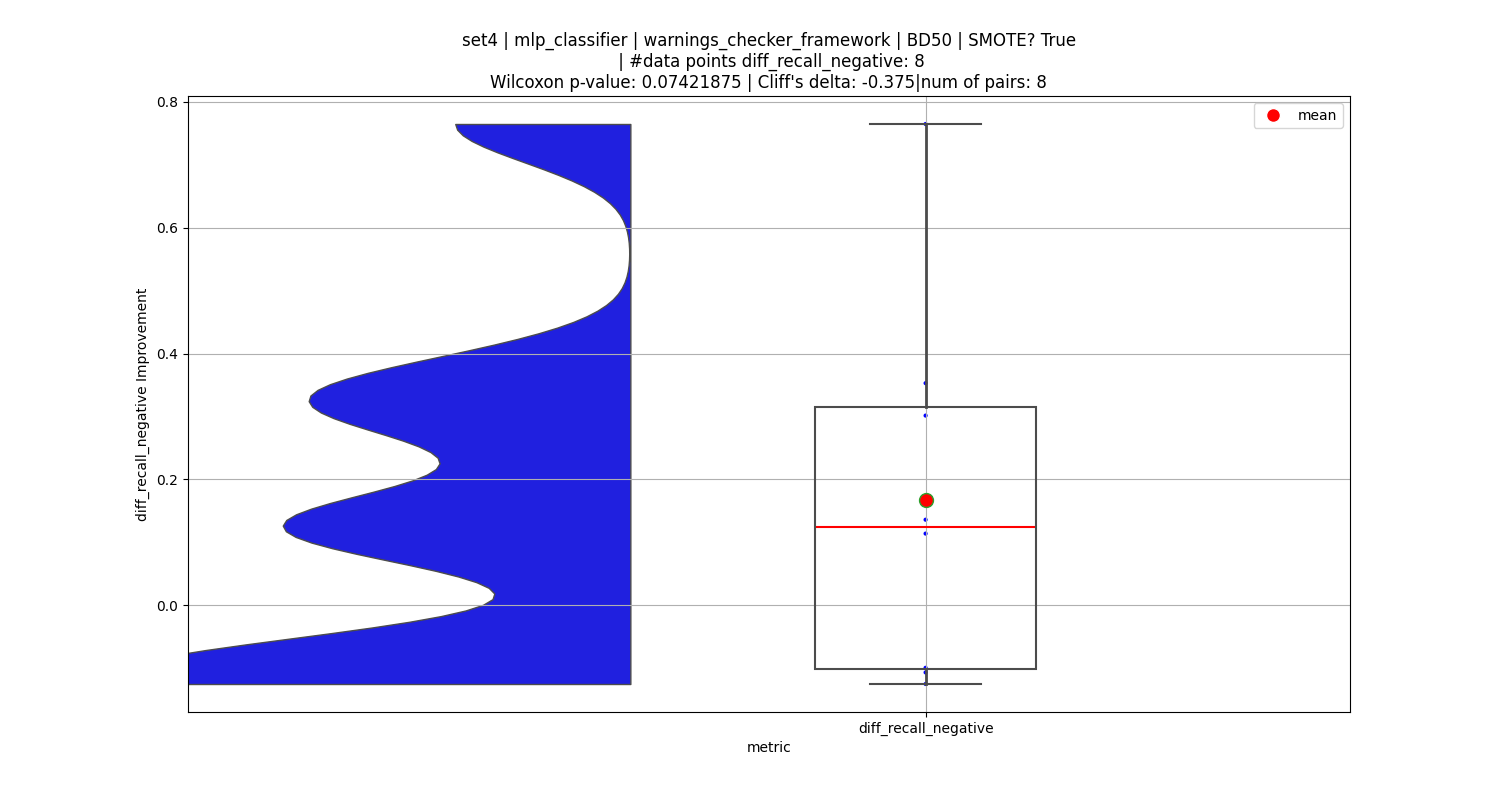 set4 | mlp_classifier | warnings_checker_framework | BD50 | SMOTE? True
| #data points diff_recall_negative: 8
Wilcoxon p-value: 0.07421875 | Cliff's delta: -0.375|num of pairs: 8
mean
0.8
0.6
0.4
0.2
0.0
diff_recall_negative Improvement
diff_recall_negative
metric